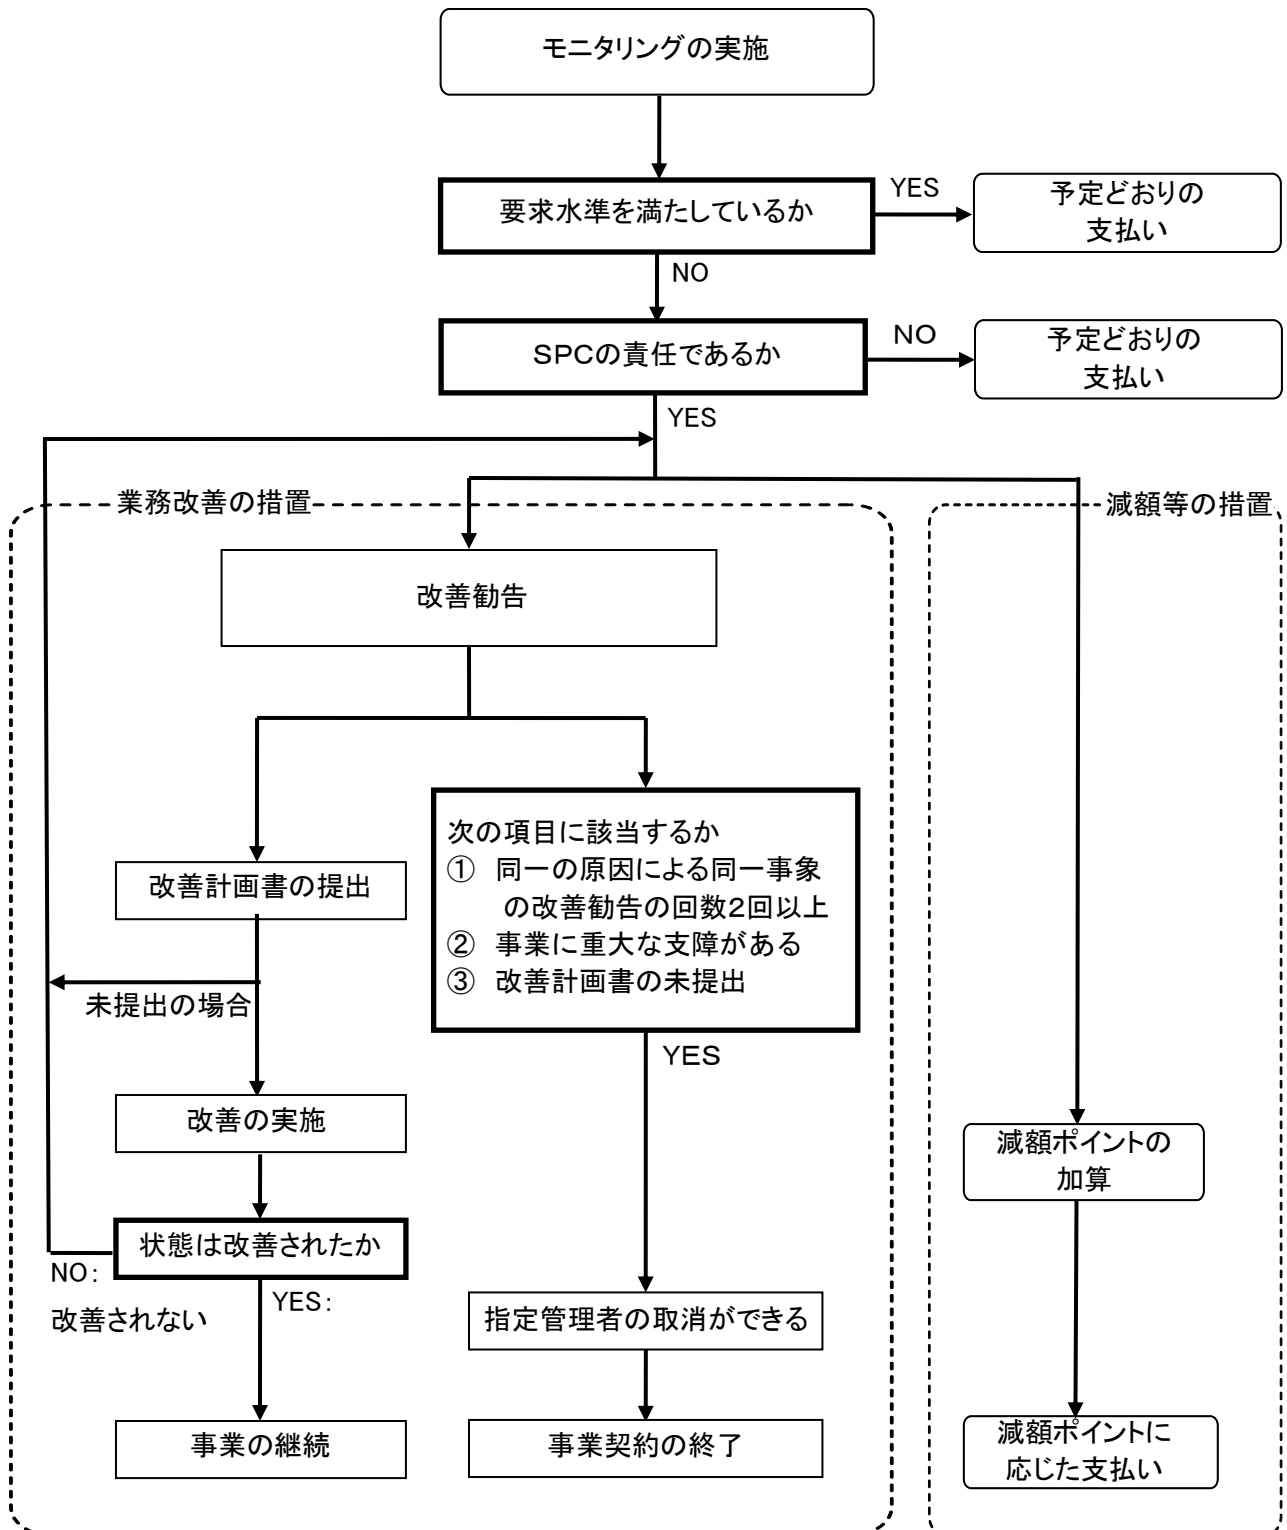 モニタリングの実施
要求水準を満たしているか
YES
予定どおりの
支払い
NO
SPCの責任であるか
NO
予定どおりの
支払い
YES
業務改善の措置
減額等の措置
改善勧告
次の項目に該当するか
① 同一の原因による同一事象
の改善勧告の回数2回以上
② 事業に重大な支障がある
③ 改善計画書の未提出
改善計画書の提出
未提出の場合
YES
改善の実施
減額ポイントの
加算
状態は改善されたか
NO:
改善されない
YES:
指定管理者の取消ができる
事業の継続
事業契約の終了
減額ポイントに
応じた支払い